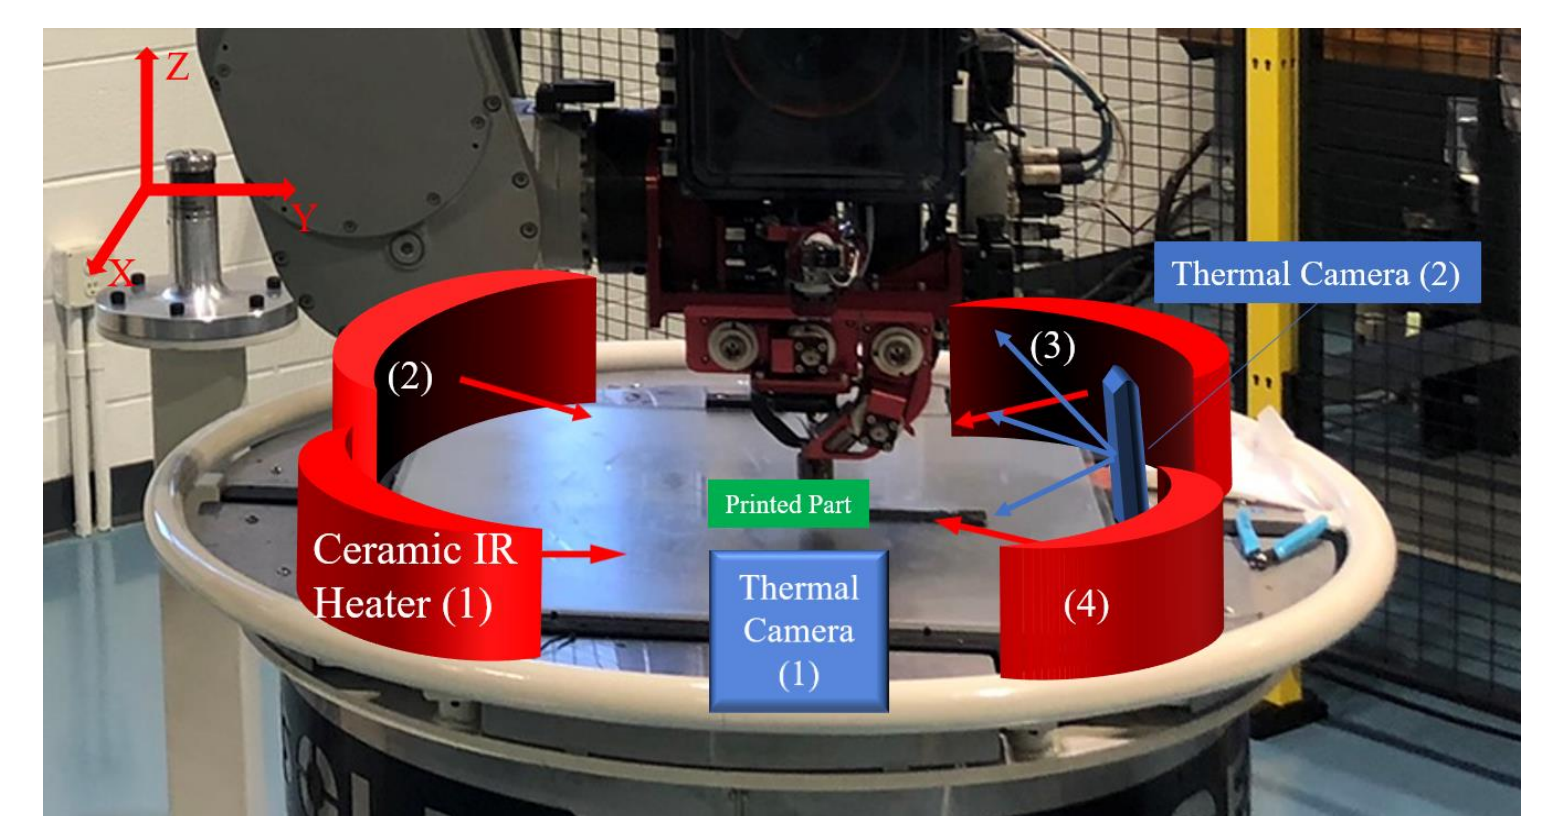 Z
Y
X
Thermal Camera (2)
(2)
(3)
Printed Part
Ceramic IR
Heater (1)
Thermal
Camera
(1)
(4)